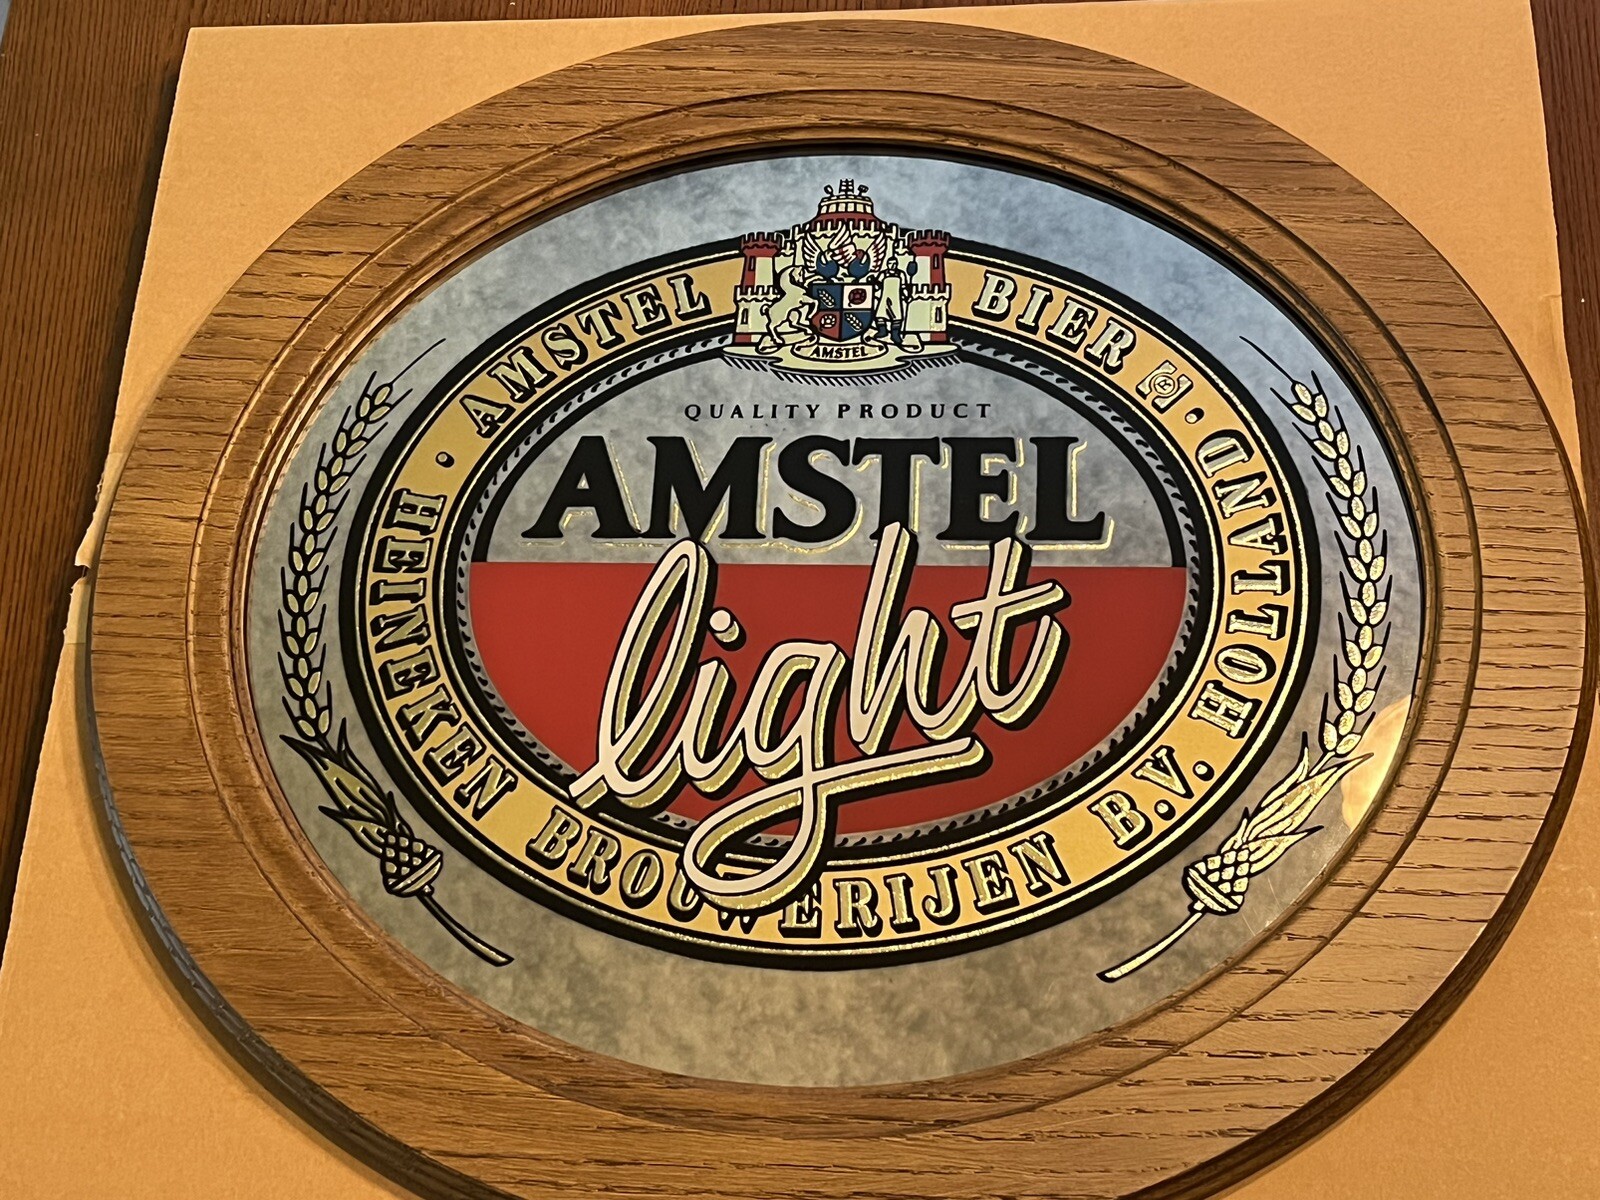 AMSTEL BIER
AMSTEL
QUALITY PRODUCT
AMSTEL
light
HEINEKEN BROUWERIJEN B.V. HOLLAND